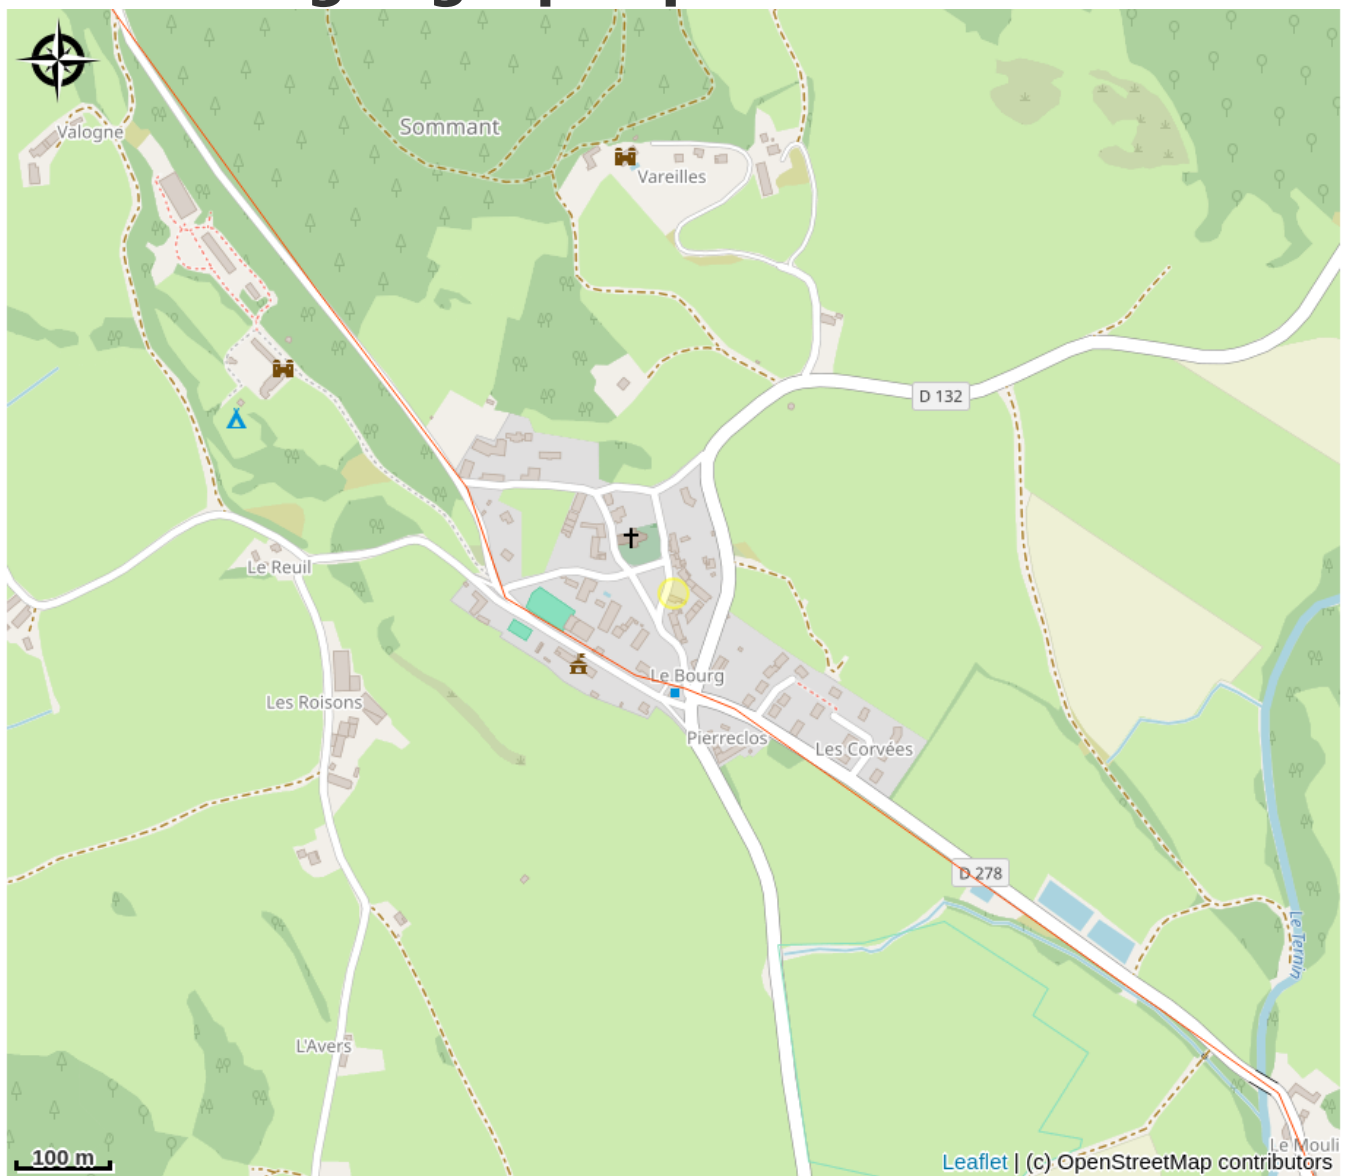 Sommant
Valogne
Vareilles
D 132
Le Reuil
Le Bourg
Les Roisons
Pierreclos
Les Corvées
D 278
Le Ternin
L'Avers
Le Mouli
100 m
Leaflet | (c) OpenStreetMap contributors